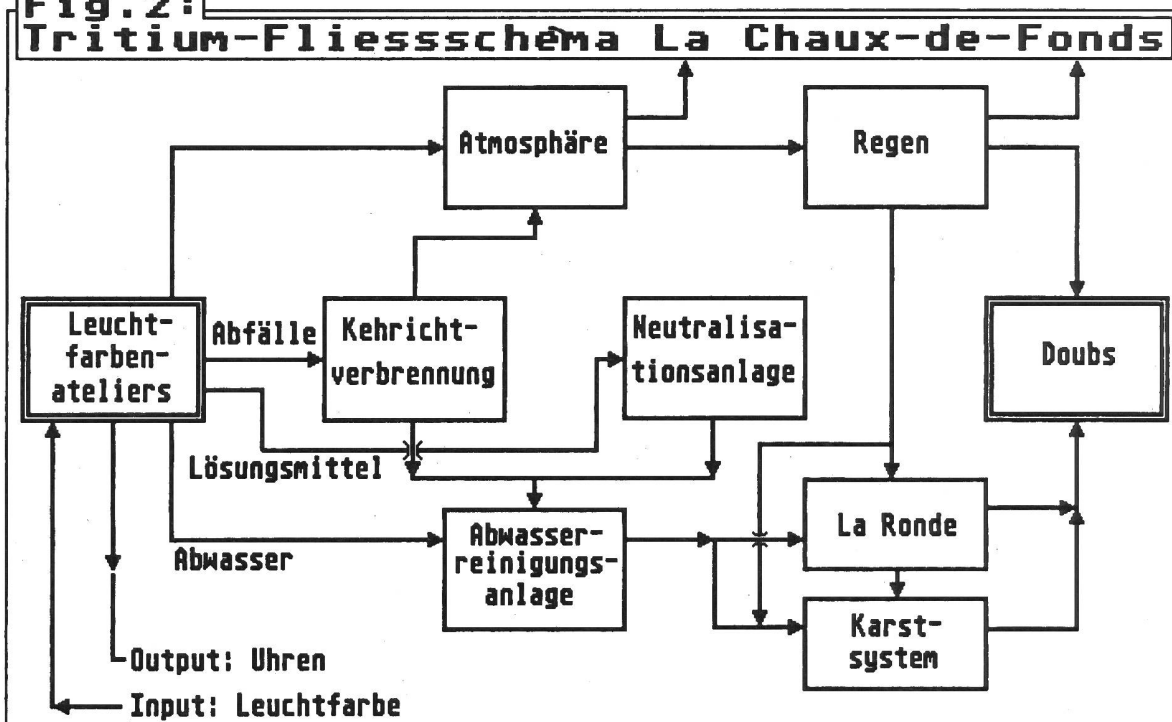 Fig.2:
Tritium-Fliessschema La Chaux-de-Fonds
Atmosphäre
Regen
Leucht-
farben-
ateliers
Abfälle
Kehricht-
verbrennung
Neutralisa-
tionsanlage
Doubs
Lösungsmittel
La Ronde
Abwasser
Abwasser-
reinigungs-
anlage
Karst-
system
Output: Uhren
Input: Leuchtfarbe